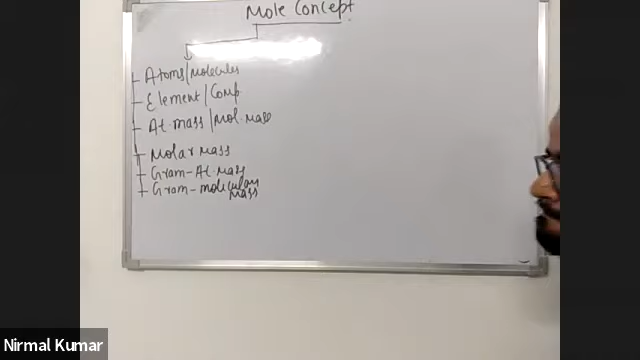 Mole Concept
Atoms/Molecules
Element/Comp
At. mass/Mol. mass
Molar mass
Gram-At. mass
Gram-molecular
mass
Nirmal Kumar